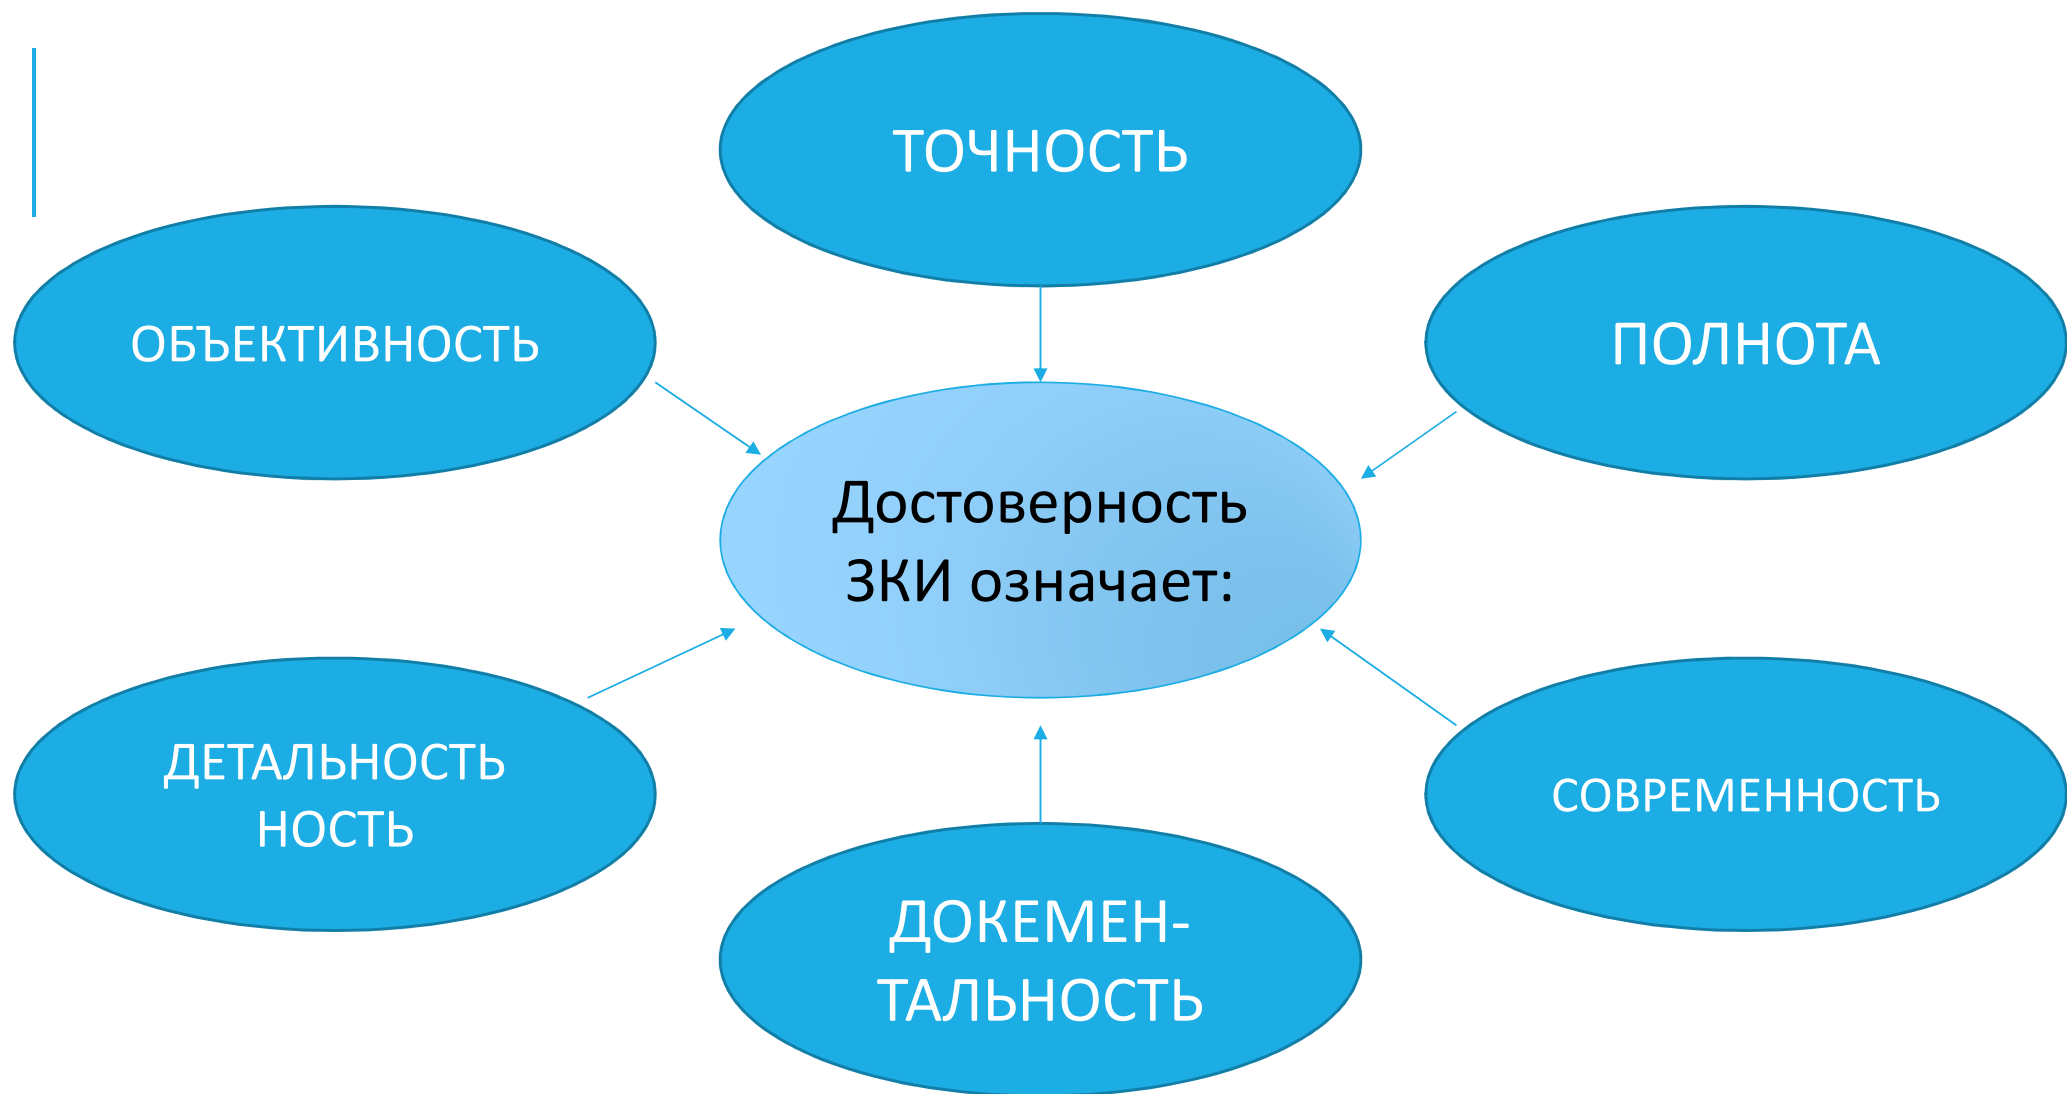 ТОЧНОСТЬ
ОБЪЕКТИВНОСТЬ
ПОЛНОТА
Достоверность
ЗКИ означает:
ДЕТАЛЬНОСТЬ
НОСТЬ
СОВРЕМЕННОСТЬ
ДОКЕМЕН-
ТАЛЬНОСТЬ